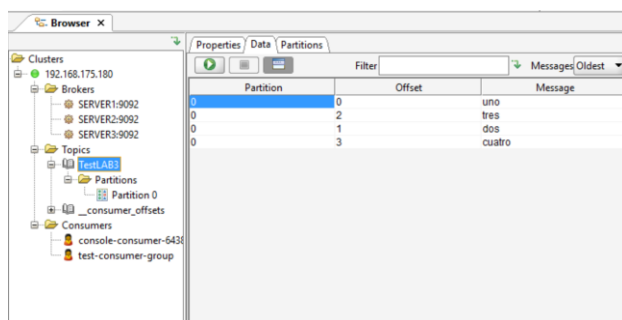 Browser
Clusters
192.168.175.180
Brokers
SERVER1:9092
SERVER2:9092
SERVER3:9092
Topics
TestLAB3
Partitions
Partition 0
__consumer_offsets
Consumers
console-consumer-6438
test-consumer-group
Properties Data Partitions
Filter Messages Oldest
Partition Offset Message
0 0 uno
0 2 tres
0 1 dos
0 3 cuatro